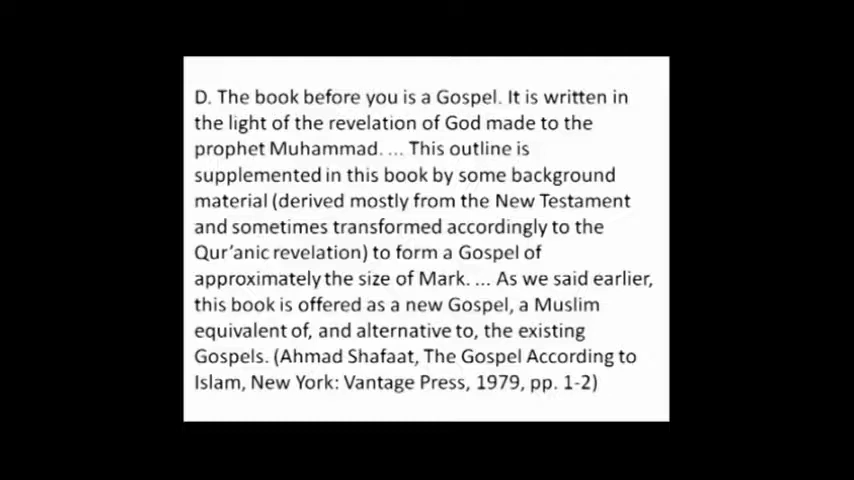 D. The book before you is a Gospel. It is written in
the light of the revelation of God made to the
prophet Muhammad. ... This outline is
supplemented in this book by some background
material (derived mostly from the New Testament
and sometimes transformed accordingly to the
Qur’anic revelation) to form a Gospel of
approximately the size of Mark. ... As we said earlier,
this book is offered as a new Gospel, a Muslim
equivalent of, and alternative to, the existing
Gospels. (Ahmad Shafaat, The Gospel According to
Islam, New York: Vantage Press, 1979, pp. 1-2)